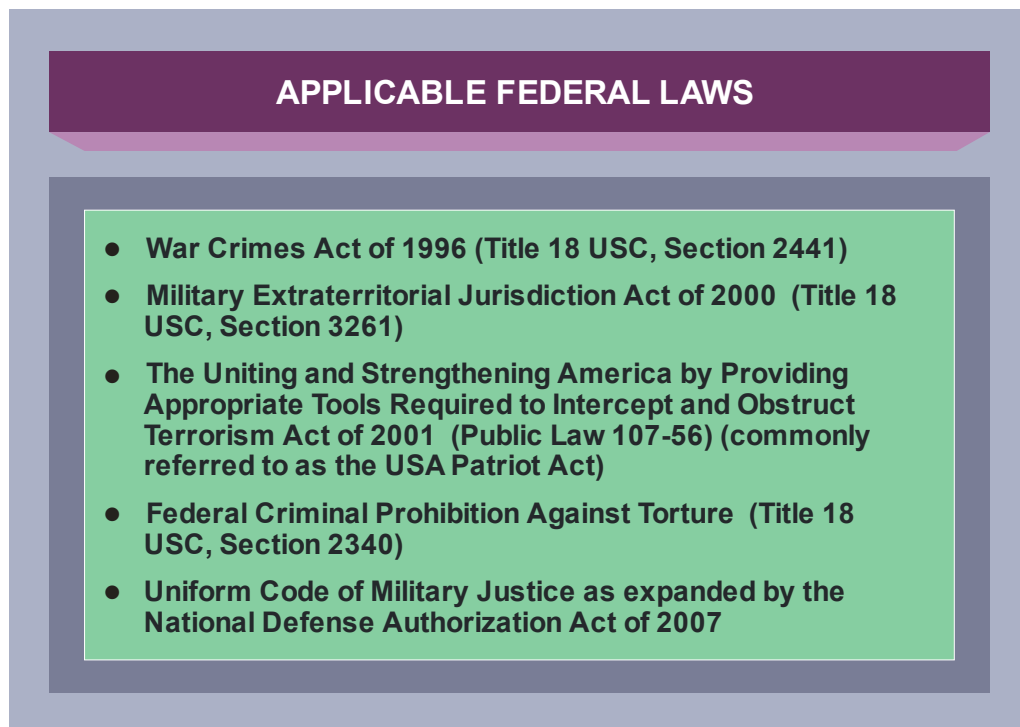 APPLICABLE FEDERAL LAWS
● War Crimes Act of 1996 (Title 18 USC, Section 2441)
● Military Extraterritorial Jurisdiction Act of 2000 (Title 18
USC, Section 3261)
● The Uniting and Strengthening America by Providing
Appropriate Tools Required to Intercept and Obstruct
Terrorism Act of 2001 (Public Law 107-56) (commonly
referred to as the USA Patriot Act)
● Federal Criminal Prohibition Against Torture (Title 18
USC, Section 2340)
● Uniform Code of Military Justice as expanded by the
National Defense Authorization Act of 2007